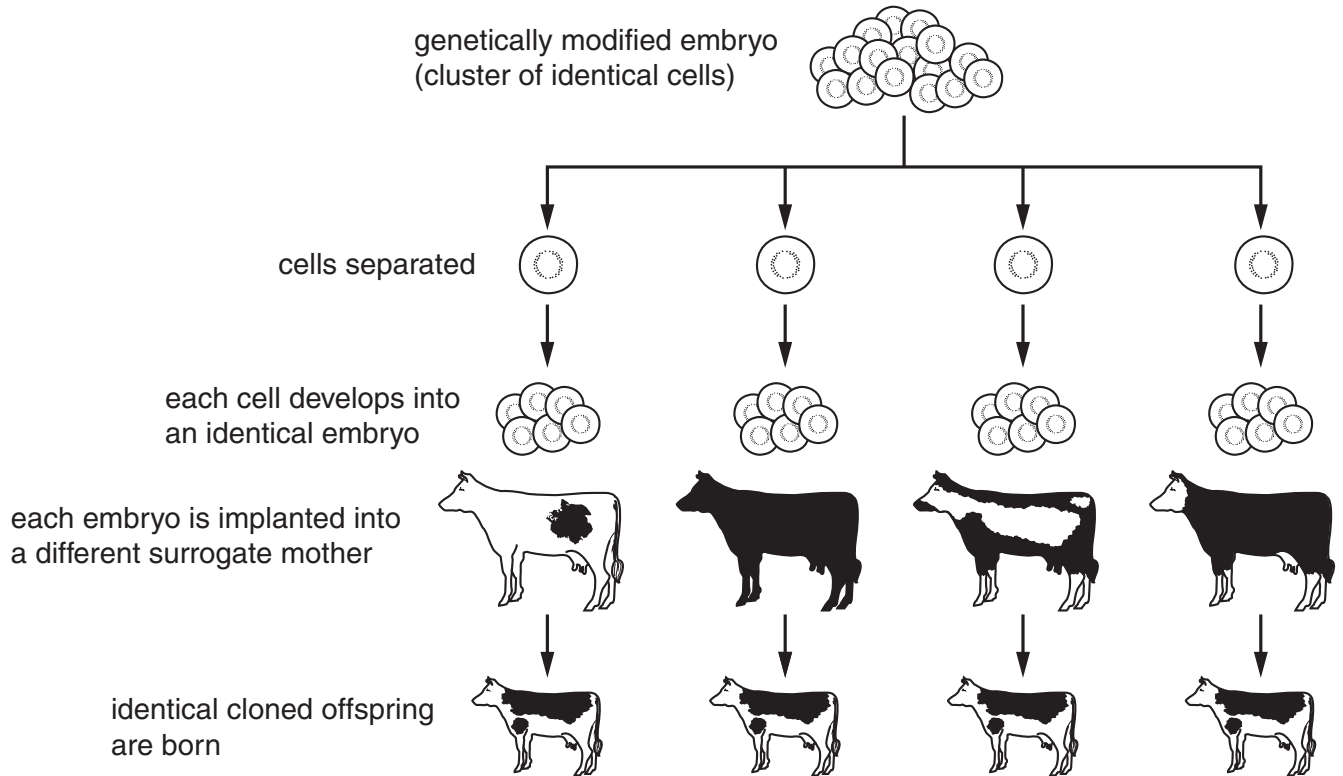 genetically modified embryo
(cluster of identical cells)
cells separated
each cell develops into
an identical embryo
each embryo is implanted into
a different surrogate mother
identical cloned offspring
are born